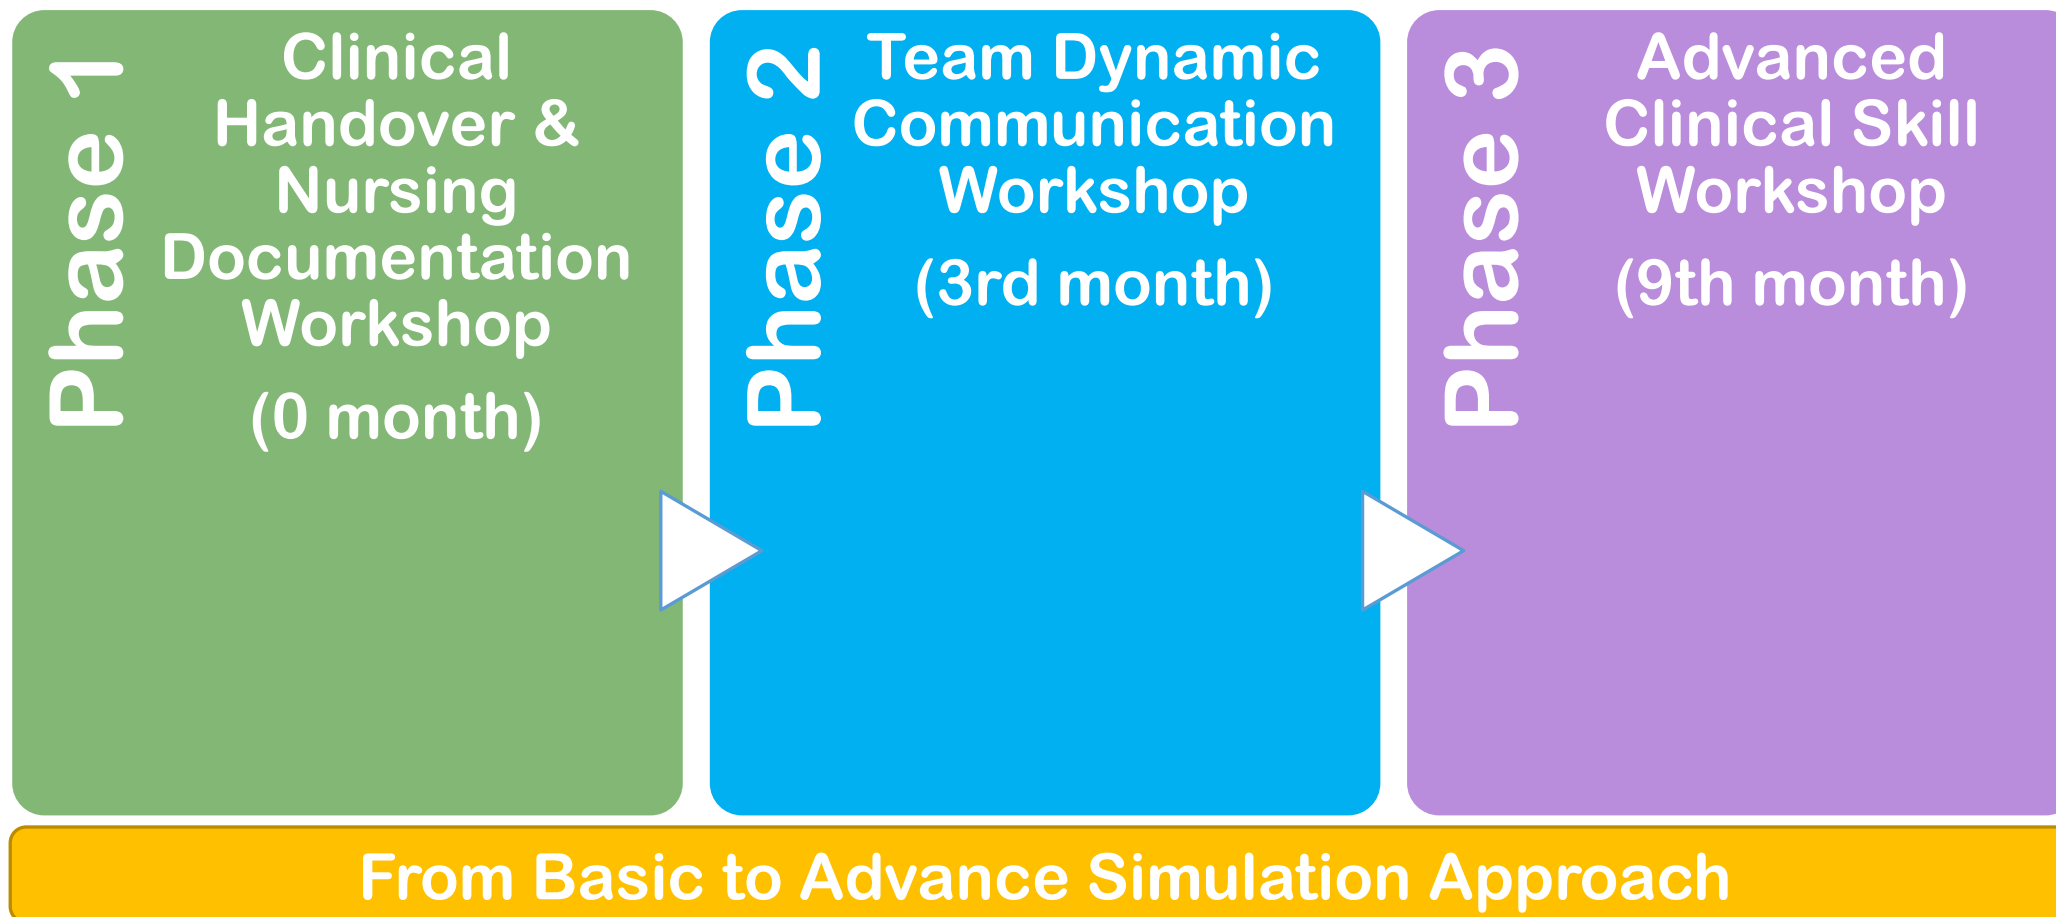 Phase 1
Clinical
Handover &
Nursing
Documentation
Workshop
(0 month)
Phase 2
Team Dynamic
Communication
Workshop
(3rd month)
Phase 3
Advanced
Clinical Skill
Workshop
(9th month)
From Basic to Advance Simulation Approach